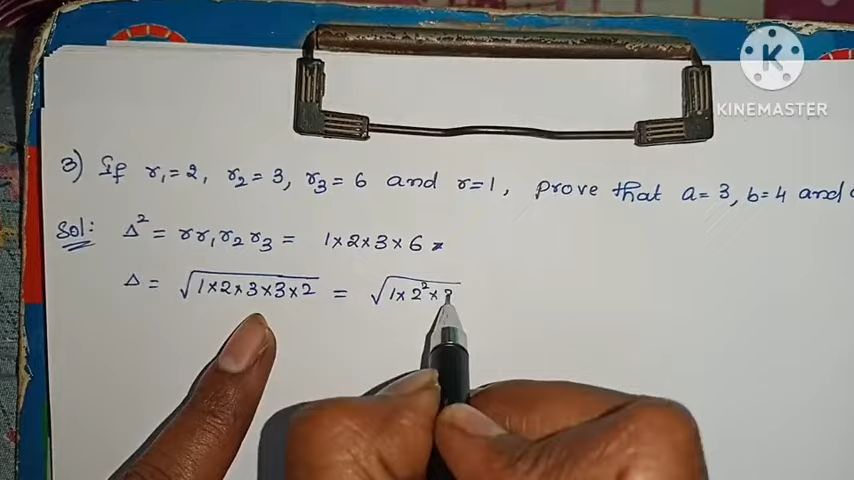 KINEMASTER
3) If r₁=2, r₂=3, r₃=6 and r=1, prove that a=3, b=4 and
Sol: Δ² = rr₁r₂r₃ = 1×2×3×6
Δ = √(1×2×3×3×2) = √(1×2²×